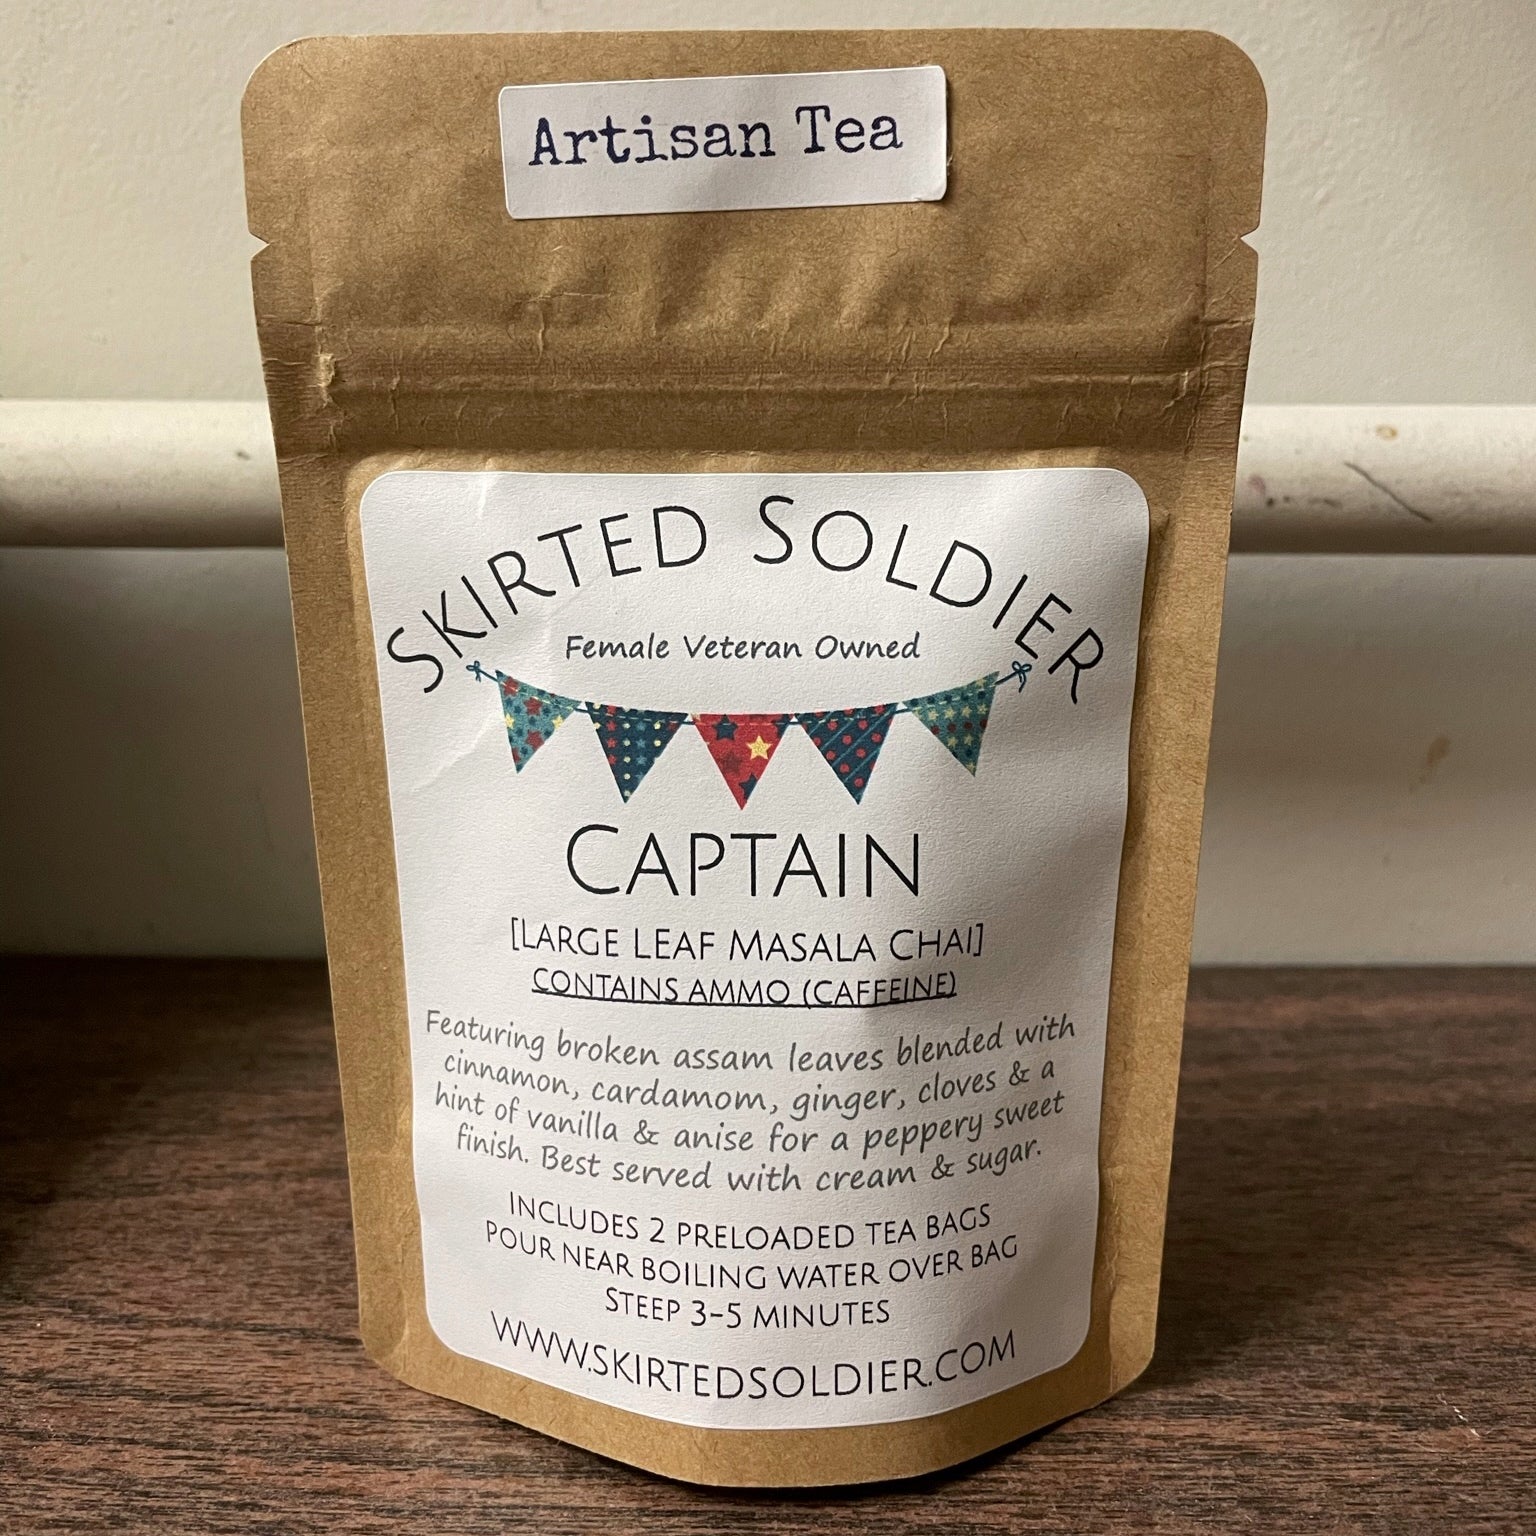 Artisan Tea
SKIRTED SOLDIER
Female Veteran Owned
CAPTAIN
[LARGE LEAF MASALA CHAI]
CONTAINS AMMO (CAFFEINE)
Featuring broken assam leaves blended with
cinnamon, cardamom, ginger, cloves & a
hint of vanilla & anise for a peppery sweet
finish. Best served with cream & sugar.
INCLUDES 2 PRELOADED TEA BAGS
POUR NEAR BOILING WATER OVER BAG
STEEP 3-5 MINUTES
WWW.SKIRTEDSOLDIER.COM